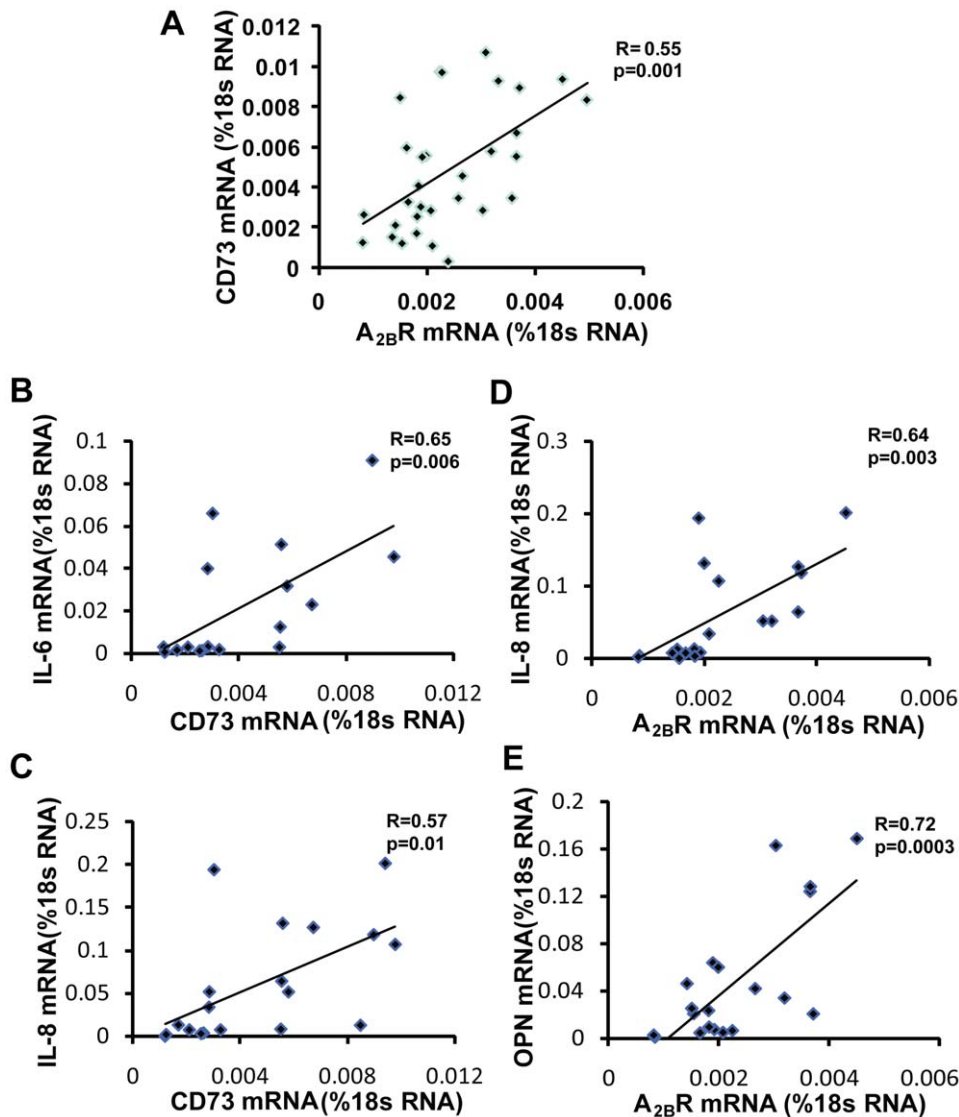 A
CD73 mRNA (%18s RNA)
0.012
0.01
0.008
0.006
0.004
0.002
0
R= 0.55
p=0.001
0
0.002
0.004
0.006
A2BR mRNA (%18s RNA)
B
IL-6 mRNA(%18s RNA)
0.1
0.08
0.06
0.04
0.02
0
R=0.65
p=0.006
0
0.004
0.008
0.012
CD73 mRNA (%18s RNA)
D
IL-8 mRNA(%18s RNA)
0.3
0.2
0.1
0
R=0.64
p=0.003
0
0.002
0.004
0.006
A2BR mRNA (%18s RNA)
C
IL-8 mRNA(%18s RNA)
0.25
0.2
0.15
0.1
0.05
0
R=0.57
p=0.01
0
0.004
0.008
0.012
CD73 mRNA (%18s RNA)
E
OPN mRNA(%18s RNA)
0.2
0.16
0.12
0.08
0.04
0
R=0.72
p=0.0003
0
0.002
0.004
0.006
A2BR mRNA (%18s RNA)